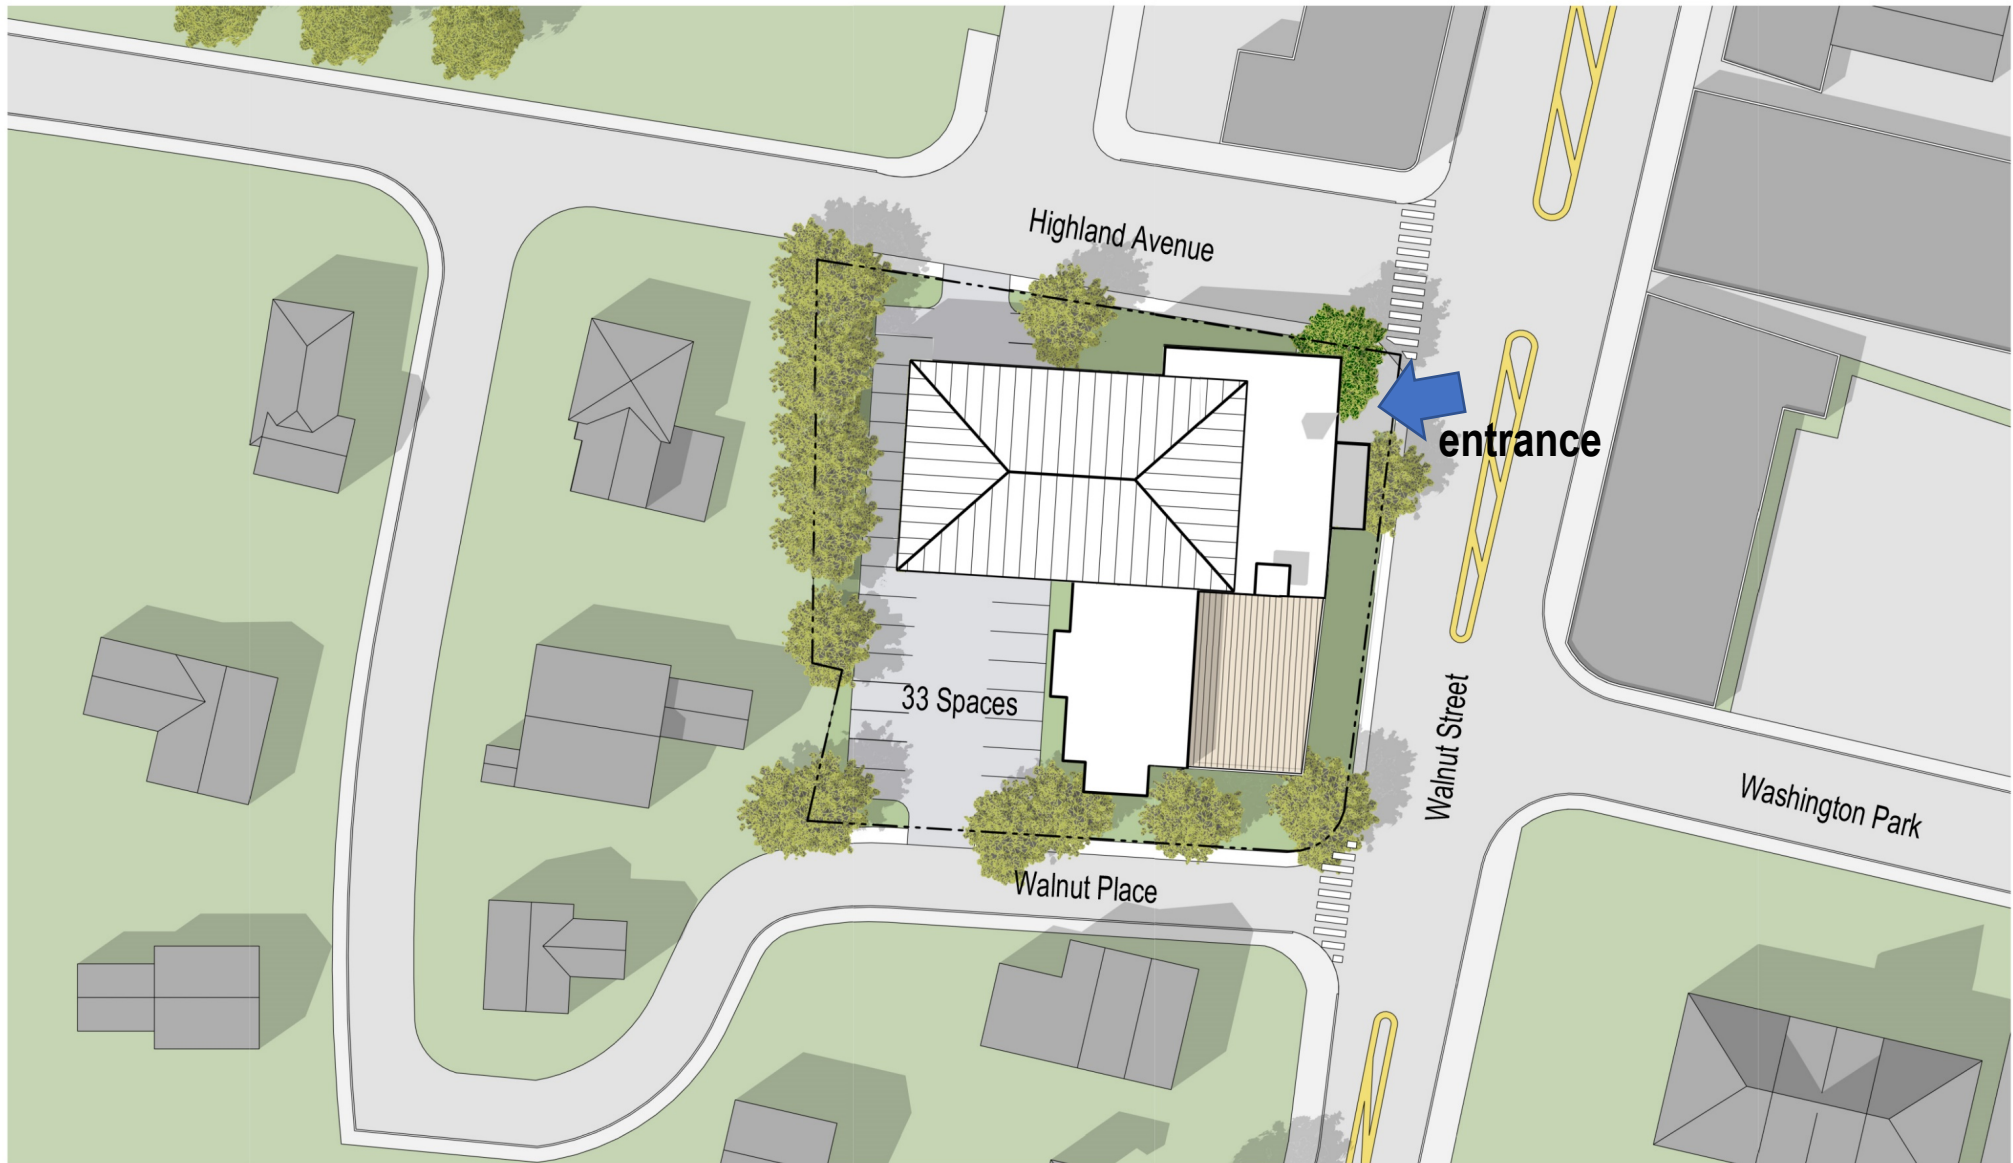 Highland Avenue
entrance
33 Spaces
Walnut Street
Washington Park
Walnut Place